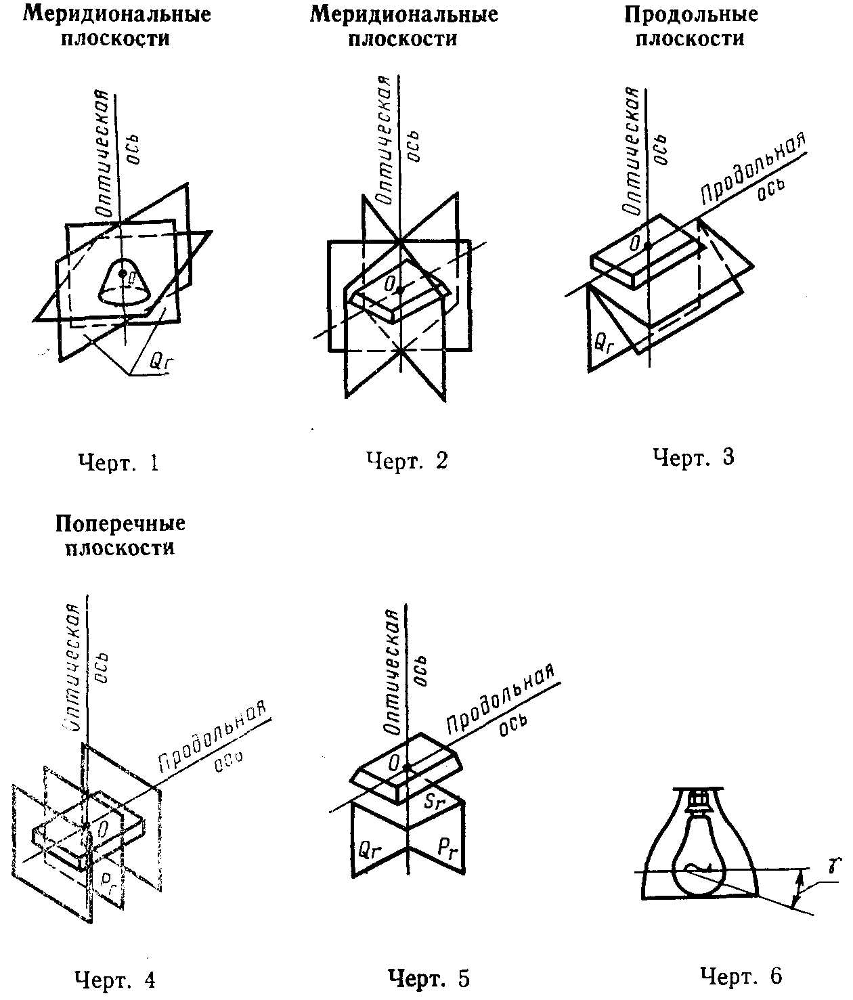 Меридиональные
плоскости
Меридиональные
плоскости
Продольные
плоскости
Оптическая
ось
О
Qг
Оптическая
ось
О
Оптическая
ось
Продольная
ось
О
Qг
Черт. 1
Черт. 2
Черт. 3
Поперечные
плоскости
Оптическая
ось
Продольная
О
Pг
Оптическая
ось
Продольная
ось
О
Sг
Qг
Pг
γ
Черт. 4
Черт. 5
Черт. 6